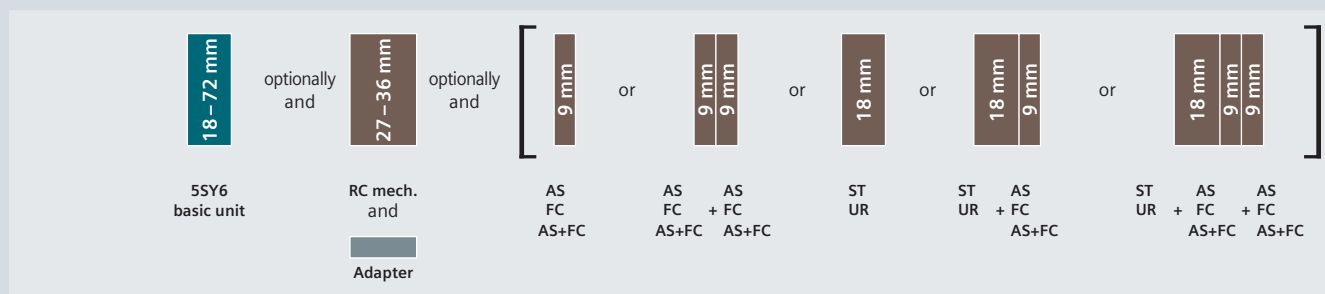 18 – 72 mm
optionally
and
27 – 36 mm
optionally
and
9 mm
or
9 mm
9 mm
or
18 mm
or
18 mm
9 mm
or
18 mm
9 mm
9 mm
5SY6
basic unit
RC mech.
and
Adapter
AS
FC
AS+FC
AS
FC
AS+FC
+
AS
FC
AS+FC
ST
UR
ST
UR
+
AS
FC
AS+FC
ST
UR
+
AS
FC
AS+FC
+
AS
FC
AS+FC